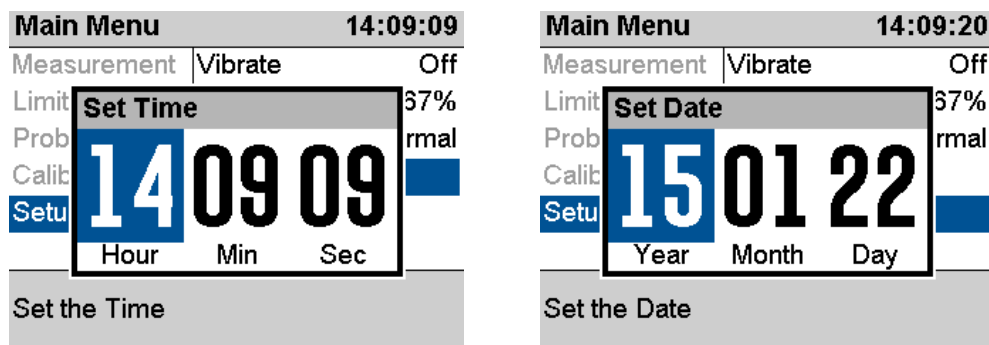 Main Menu 14:09:09
Measurement Vibrate Off
Limit 67%
Set Time
Prob rmal
Calib
14 09 09
Setu
Hour Min Sec
Set the Time
Main Menu 14:09:20
Measurement Vibrate Off
Limit 67%
Set Date
Prob rmal
Calib
15 01 22
Setu
Year Month Day
Set the Date